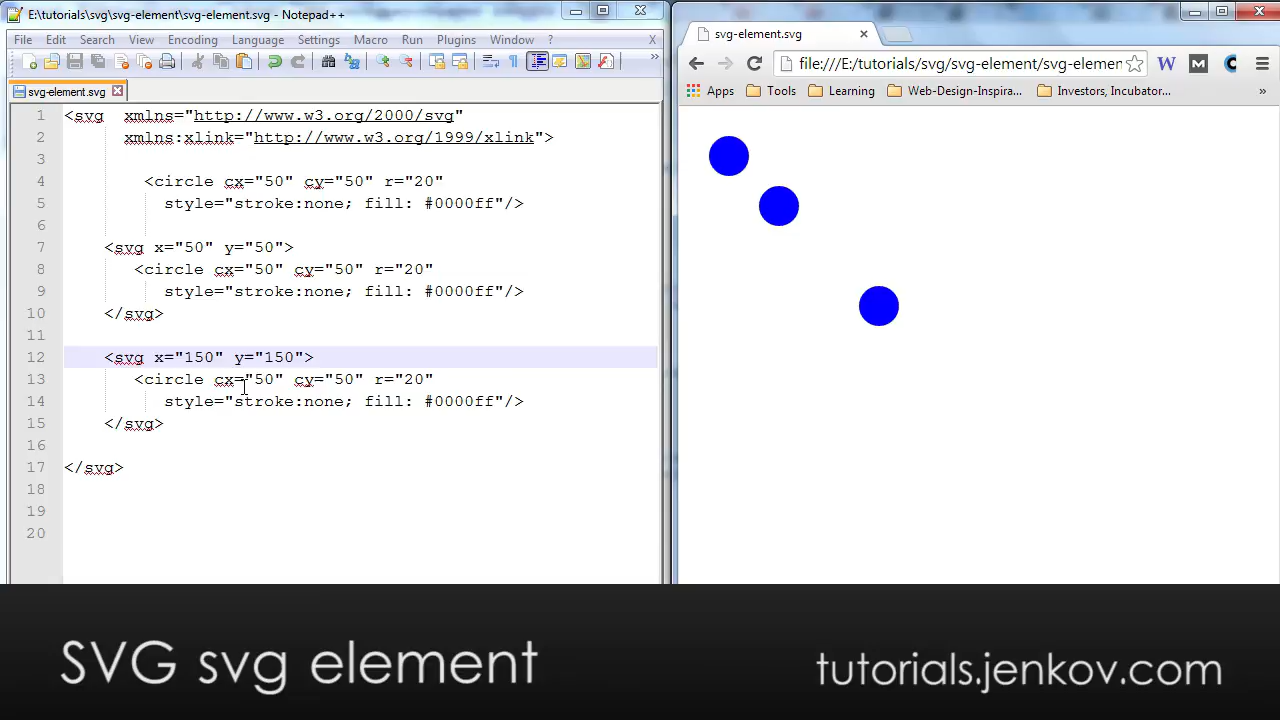 E:\tutorials\svg\svg-element\svg-element.svg - Notepad++
File Edit Search View Encoding Language Settings Macro Run Plugins Window ? X
svg-element.svg
1 <svg xmlns="http://www.w3.org/2000/svg"
2 xmlns:xlink="http://www.w3.org/1999/xlink">
3
4 <circle cx="50" cy="50" r="20"
5 style="stroke:none; fill: #0000ff"/>
6
7 <svg x="50" y="50">
8 <circle cx="50" cy="50" r="20"
9 style="stroke:none; fill: #0000ff"/>
10 </svg>
11
12 <svg x="150" y="150">
13 <circle cx="50" cy="50" r="20"
14 style="stroke:none; fill: #0000ff"/>
15 </svg>
16
17 </svg>
18
19
20
svg-element.svg
file:///E:/tutorials/svg/svg-element/svg-elemen
W M C
Apps Tools Learning Web-Design-Inspira... Investors, Incubator... »
SVG svg element
tutorials.jenkov.com